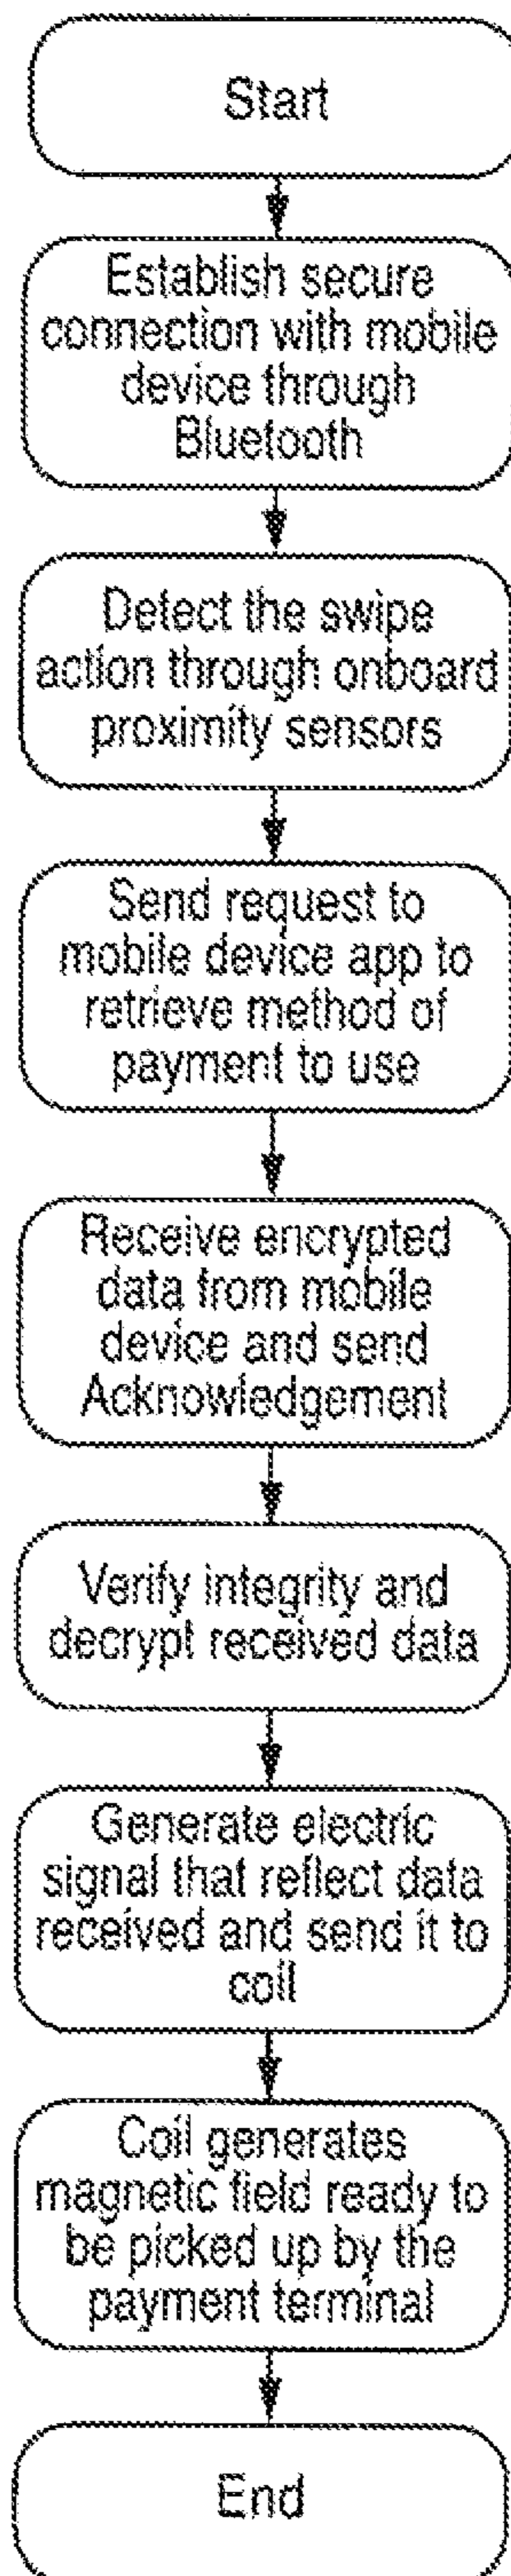 Start
Establish secure
connection with mobile
device through
Bluetooth
Detect the swipe
action through onboard
proximity sensors
Send request to
mobile device app to
retrieve method of
payment to use
Receive encrypted
data from mobile
device and send
Acknowledgement
Verify integrity and
decrypt received data
Generate electric
signal that reflect data
received and send it to
coil
Coil generates
magnetic field ready to
be picked up by the
payment terminal
End